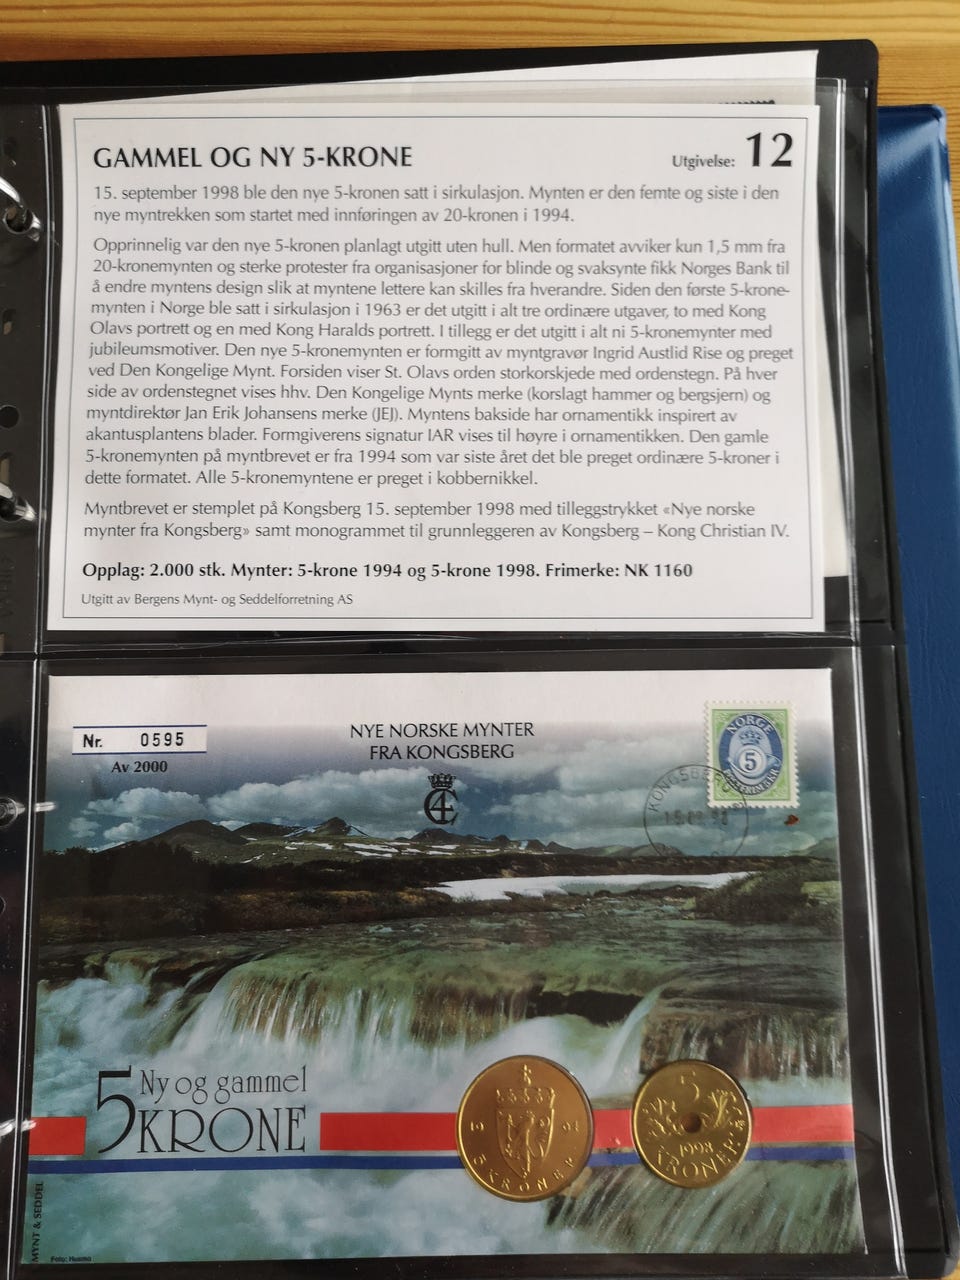 GAMMEL OG NY 5-KRONE
Utgivelse: 12
15. september 1998 ble den nye 5-kronen satt i sirkulasjon. Mynten er den femte og siste i den
nye myntrekken som startet med innføringen av 20-kronen i 1994.
Opprinnelig var den nye 5-kronen planlagt utgitt uten hull. Men formatet avviker kun 1,5 mm fra
20-kronemynten og sterke protester fra organisasjoner for blinde og svaksynte fikk Norges Bank til
å endre myntens design slik at myntene lettere kan skilles fra hverandre. Siden den første 5-krone-
mynten i Norge ble satt i sirkulasjon i 1963 er det utgitt i alt tre ordinære utgaver, to med Kong
Olavs portrett og en med Kong Haralds portrett. I tillegg er det utgitt i alt ni 5-kronemynter med
jubileumsmotiver. Den nye 5-kronemynten er formgitt av myntgravør Ingrid Austlid Rise og preget
ved Den Kongelige Mynt. Forsiden viser St. Olavs orden storkorskjede med ordenstegn. På hver
side av ordenstegnet vises hhv. Den Kongelige Mynts merke (korslagt hammer og bergsjern) og
myntdirektør Jan Erik Johansens merke (JEJ). Myntens bakside har ornamentikk inspirert av
akantusplantens blader. Formgiverens signatur IAR vises til høyre i ornamentikken. Den gamle
5-kronemynten på myntbrevet er fra 1994 som var siste året det ble preget ordinære 5-kroner i
dette formatet. Alle 5-kronemyntene er preget i kobbernikkel.
Myntbrevet er stemplet på Kongsberg 15. september 1998 med tilleggstrykket «Nye norske
mynter fra Kongsberg» samt monogrammet til grunnleggeren av Kongsberg – Kong Christian IV.
Opplag: 2.000 stk. Mynter: 5-krone 1994 og 5-krone 1998. Frimerke: NK 1160
Utgitt av Bergens Mynt- og Seddelforretning AS
Nr. 0595
Av 2000
NYE NORSKE MYNTER
FRA KONGSBERG
C4
NORGE
5
KONGSBERG
Ny og gammel
5 KRONE
5 KRONER
5
1998
KRONER
MYNT & SEDDEL
Foto: Husmo